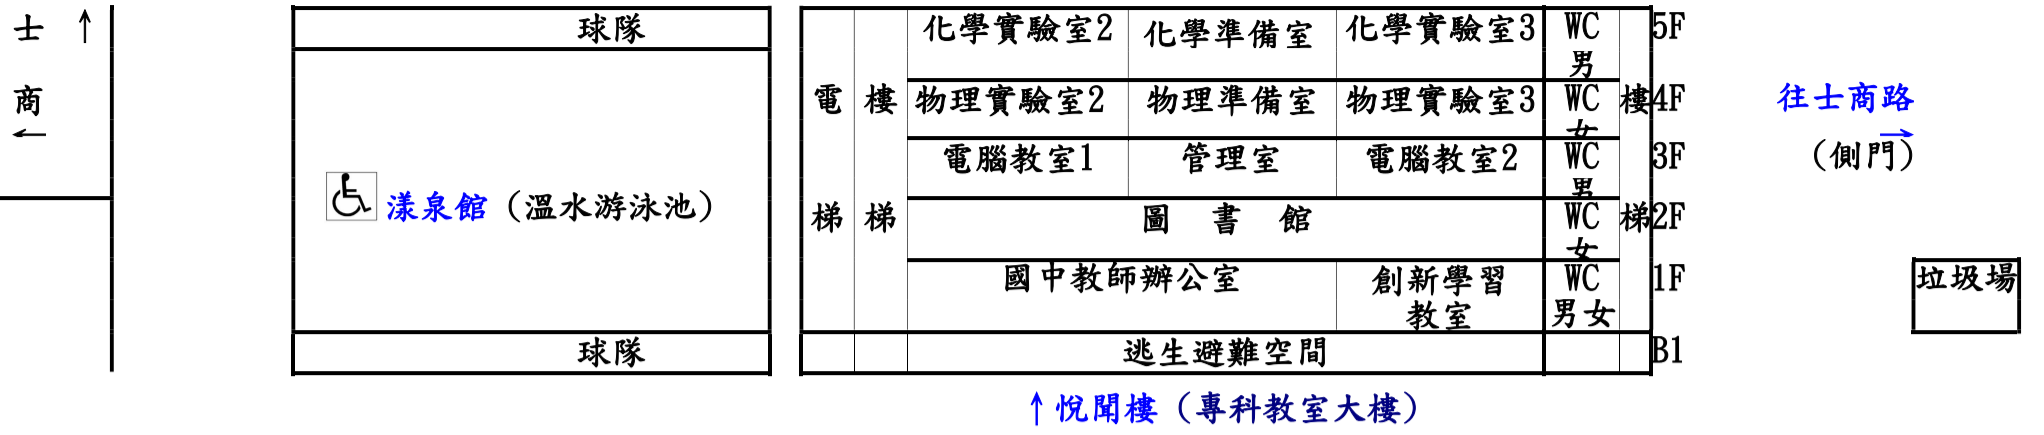 士 ↑
商
←
球隊
漾泉館（溫水游泳池）
球隊
電 樓
梯 梯
化學實驗室2 化學準備室 化學實驗室3 WC 5F
男
物理實驗室2 物理準備室 物理實驗室3 WC 樓 4F
女
電腦教室1 管理室 電腦教室2 WC 3F
男
圖 書 館 WC 梯 2F
女
國中教師辦公室 創新學習 WC 1F
教室 男女
逃生避難空間 B1
↑悅聞樓（專科教室大樓）
往士商路
→
（側門）
垃圾場